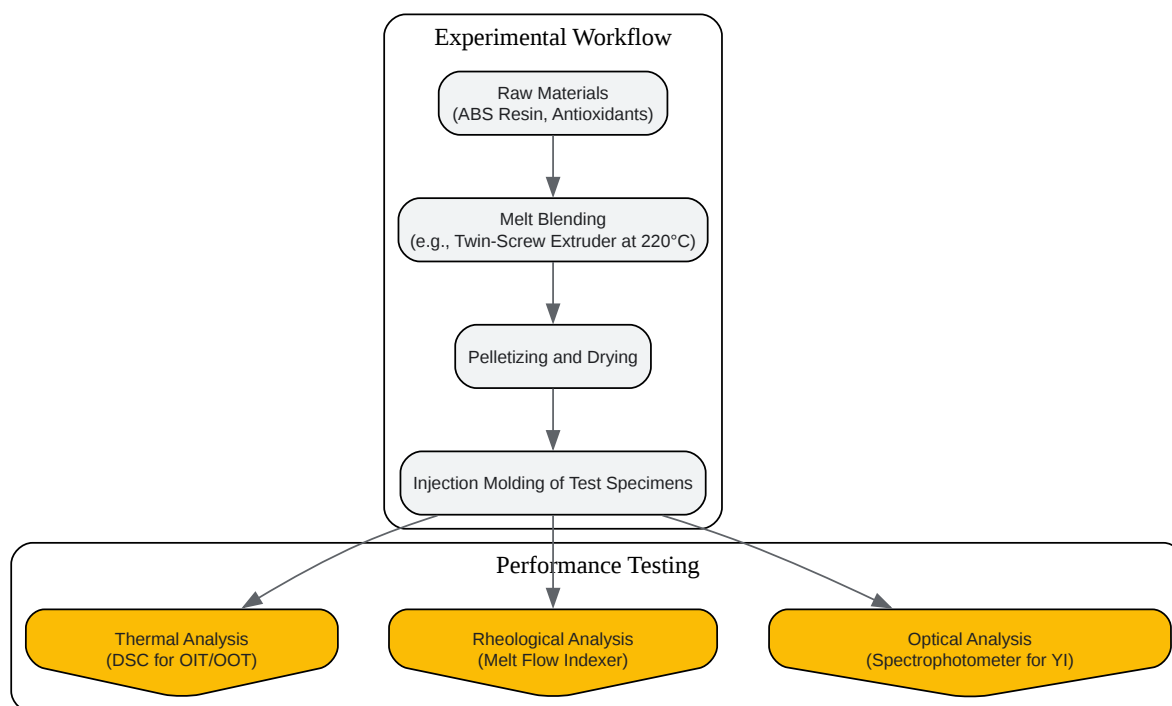 Experimental Workflow
Raw Materials
(ABS Resin, Antioxidants)
Melt Blending
(e.g., Twin-Screw Extruder at 220°C)
Pelletizing and Drying
Injection Molding of Test Specimens
Performance Testing
Thermal Analysis
(DSC for OIT/OOT)
Rheological Analysis
(Melt Flow Indexer)
Optical Analysis
(Spectrophotometer for YI)